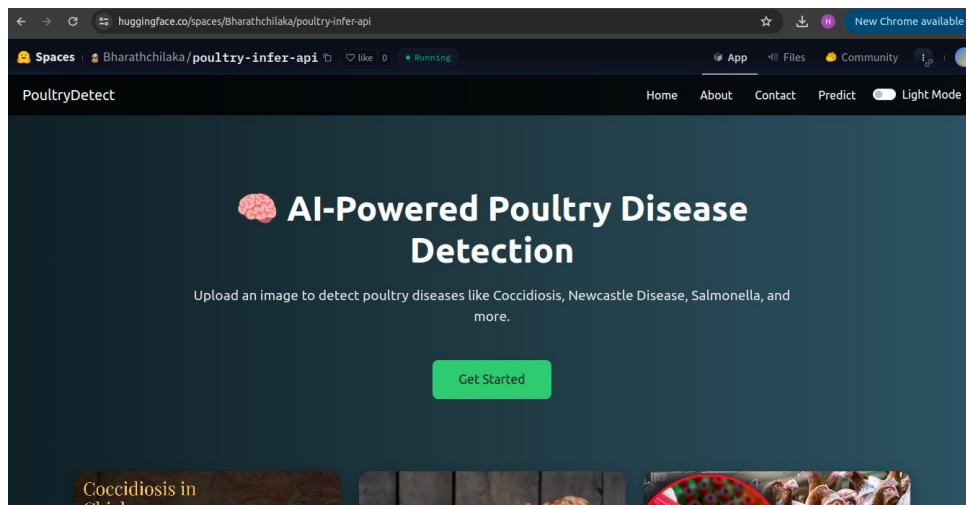 huggingface.co/spaces/Bharathchilaka/poultry-infer-api
H
New Chrome available
Spaces Bharathchilaka/poultry-infer-api like 0 Running
App Files Community
PoultryDetect
Home About Contact Predict Light Mode
AI-Powered Poultry Disease
Detection
Upload an image to detect poultry diseases like Coccidiosis, Newcastle Disease, Salmonella, and
more.
Get Started
Coccidiosis in